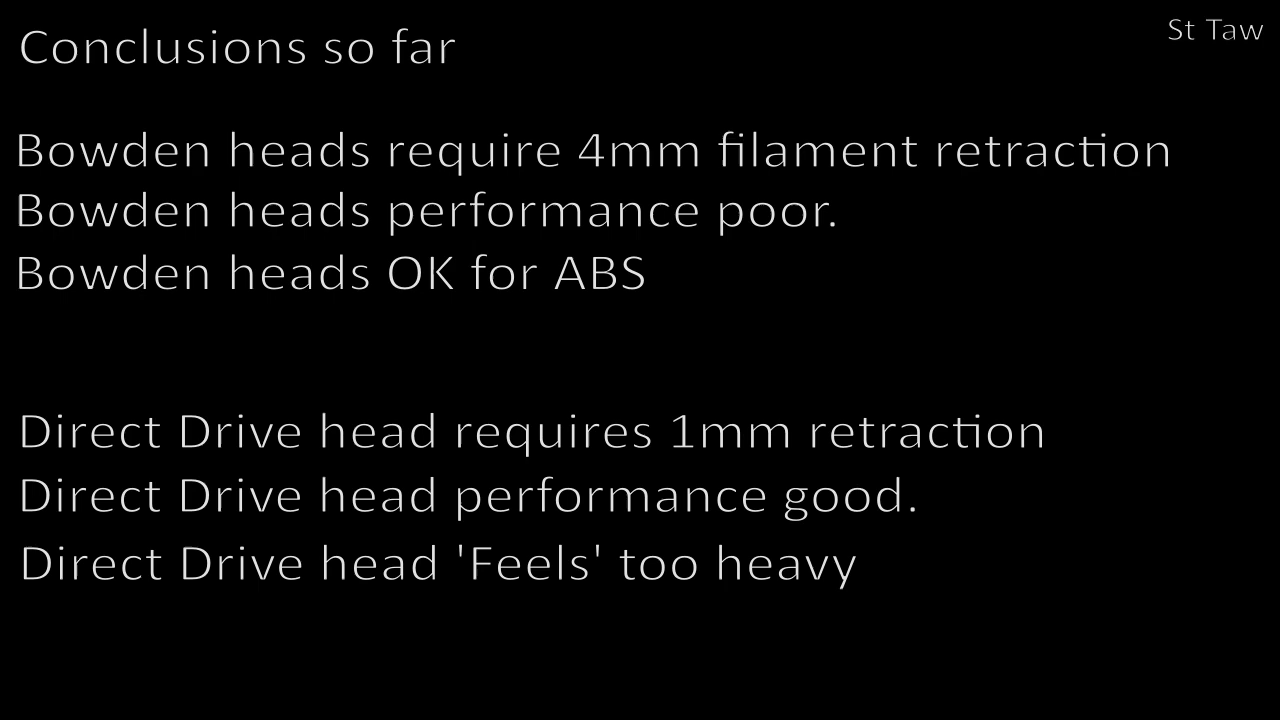 Conclusions so far
St Taw
Bowden heads require 4mm filament retraction
Bowden heads performance poor.
Bowden heads OK for ABS
Direct Drive head requires 1mm retraction
Direct Drive head performance good.
Direct Drive head 'Feels' too heavy